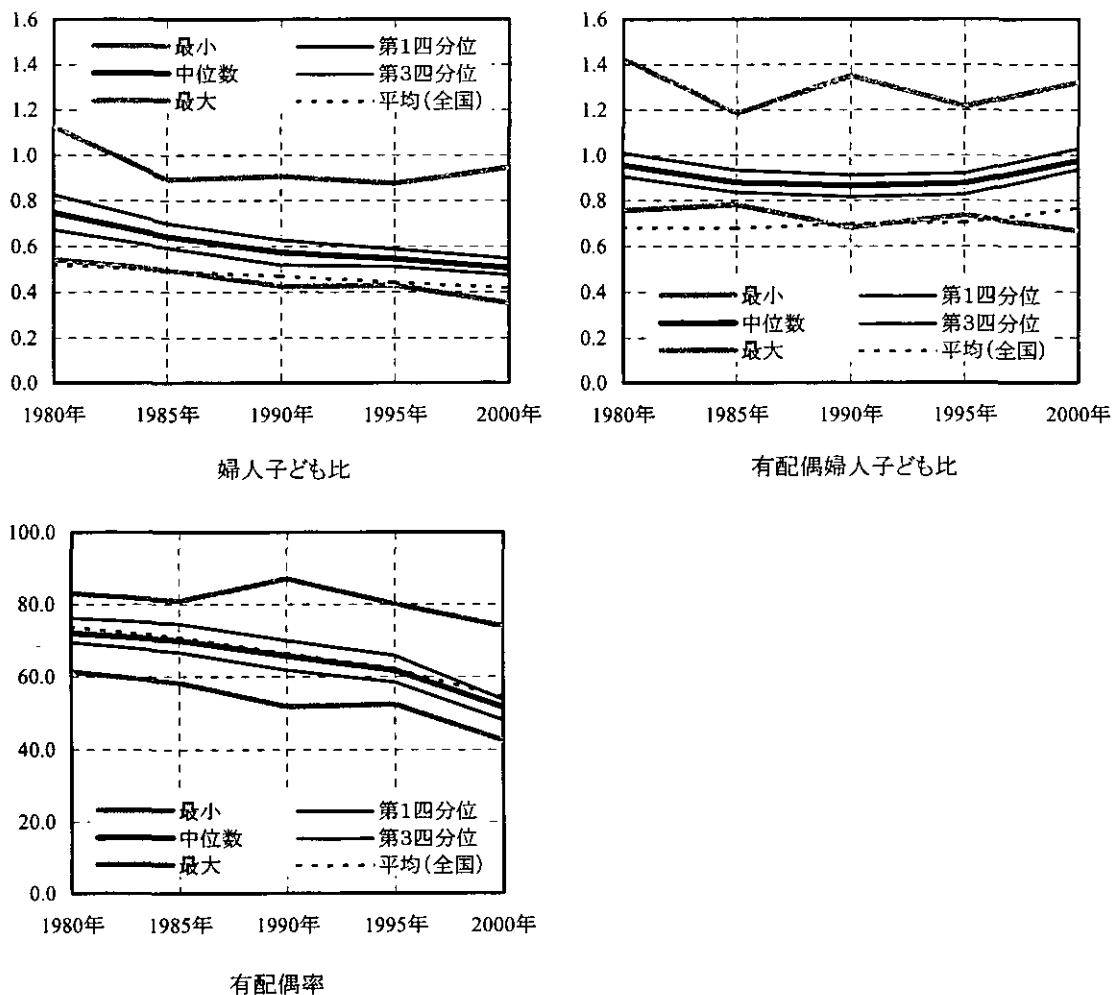 1.6
1.4
1.2
1.0
0.8
0.6
0.4
0.2
0.0
最小 第1四分位
中位数 第3四分位
最大 平均(全国)
1980年 1985年 1990年 1995年 2000年
婦人子ども比
1.6
1.4
1.2
1.0
0.8
0.6
0.4
0.2
0.0
最小 第1四分位
中位数 第3四分位
最大 平均(全国)
1980年 1985年 1990年 1995年 2000年
有配偶婦人子ども比
100.0
80.0
60.0
40.0
20.0
0.0
最小 第1四分位
中位数 第3四分位
最大 平均(全国)
1980年 1985年 1990年 1995年 2000年
有配偶率